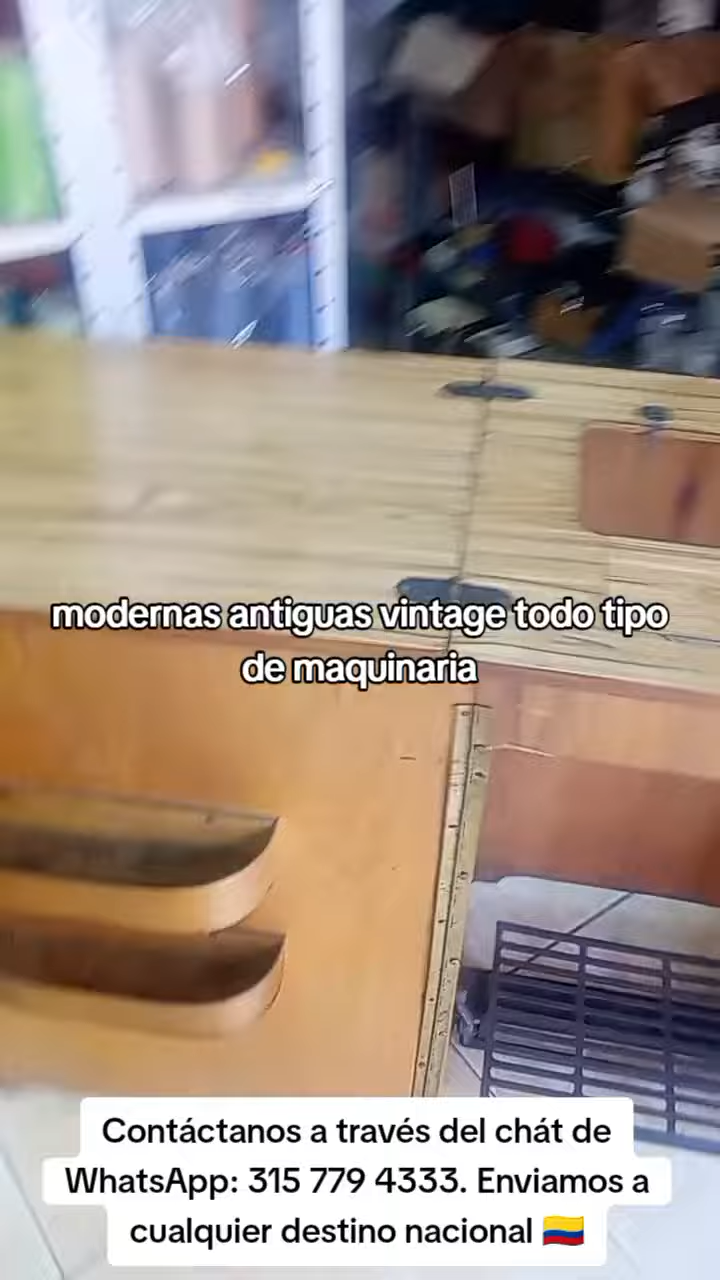 modernas antiguas vintage todo tipo
de maquinaria
Contáctanos a través del chát de
WhatsApp: 315 779 4333. Enviamos a
cualquier destino nacional 🇨🇴